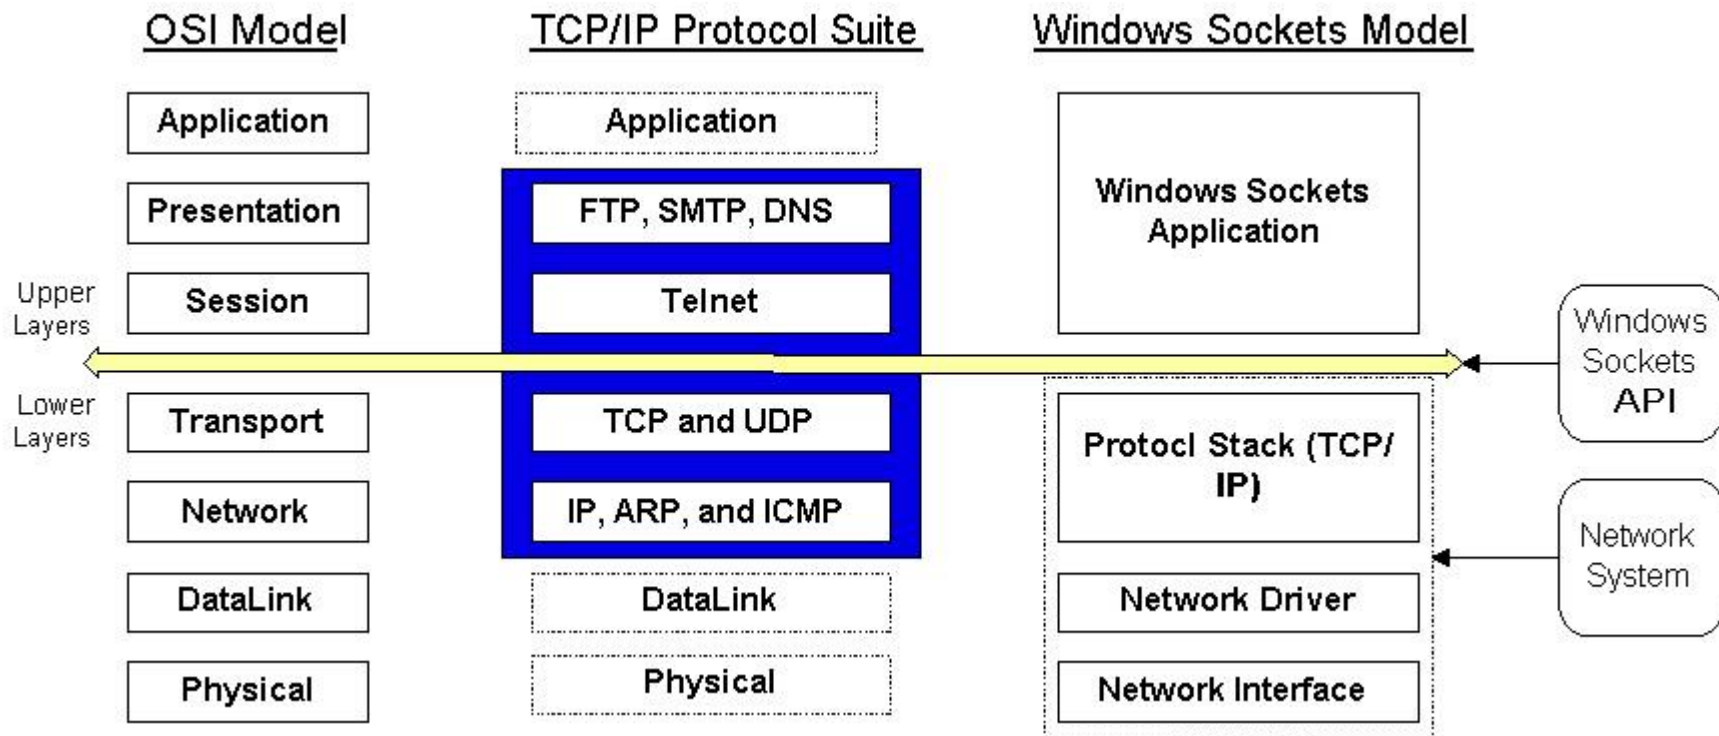 OSI Model
TCP/IP Protocol Suite
Windows Sockets Model
Application
Application
Windows Sockets
Application
Presentation
FTP, SMTP, DNS
Session
Telnet
Upper
Layers
Lower
Layers
Transport
TCP and UDP
Protocl Stack (TCP/
IP)
Network
IP, ARP, and ICMP
DataLink
DataLink
Network Driver
Physical
Physical
Network Interface
Windows
Sockets
API
Network
System